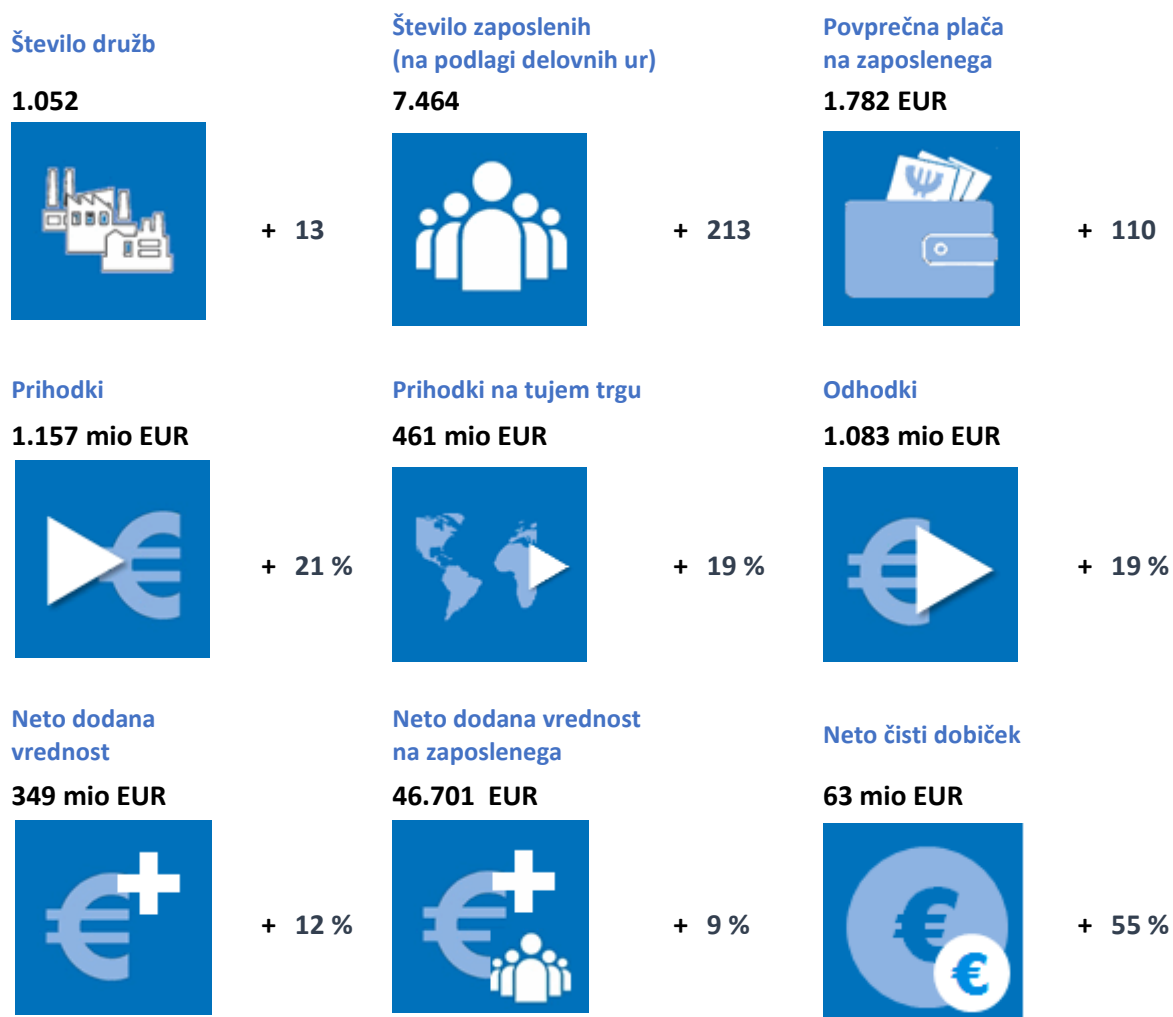 Število družb
1.052
+ 13
Število zaposlenih
(na podlagi delovnih ur)
7.464
+ 213
Povprečna plača
na zaposlenega
1.782 EUR
+ 110
Prihodki
1.157 mio EUR
+ 21 %
Prihodki na tujem trgu
461 mio EUR
+ 19 %
Odhodki
1.083 mio EUR
+ 19 %
Neto dodana
vrednost
349 mio EUR
+ 12 %
Neto dodana vrednost
na zaposlenega
46.701 EUR
+ 9 %
Neto čisti dobiček
63 mio EUR
+ 55 %